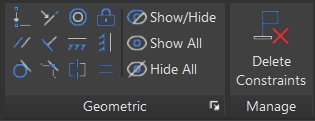 Show/Hide
Show All
Hide All
Delete
Constraints
Geometric
Manage